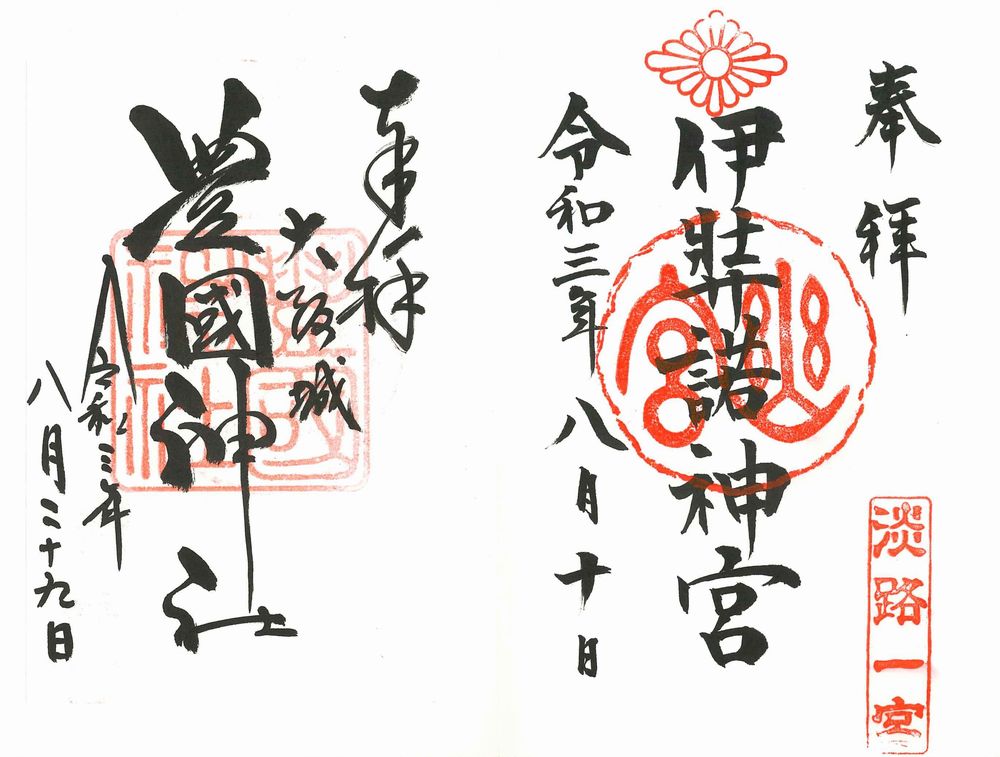 奉拝
伊弉諾神宮
令和三年八月十日
淡路一宮
奉拝
大阪城
豊國神社
令和三年
八月二十九日